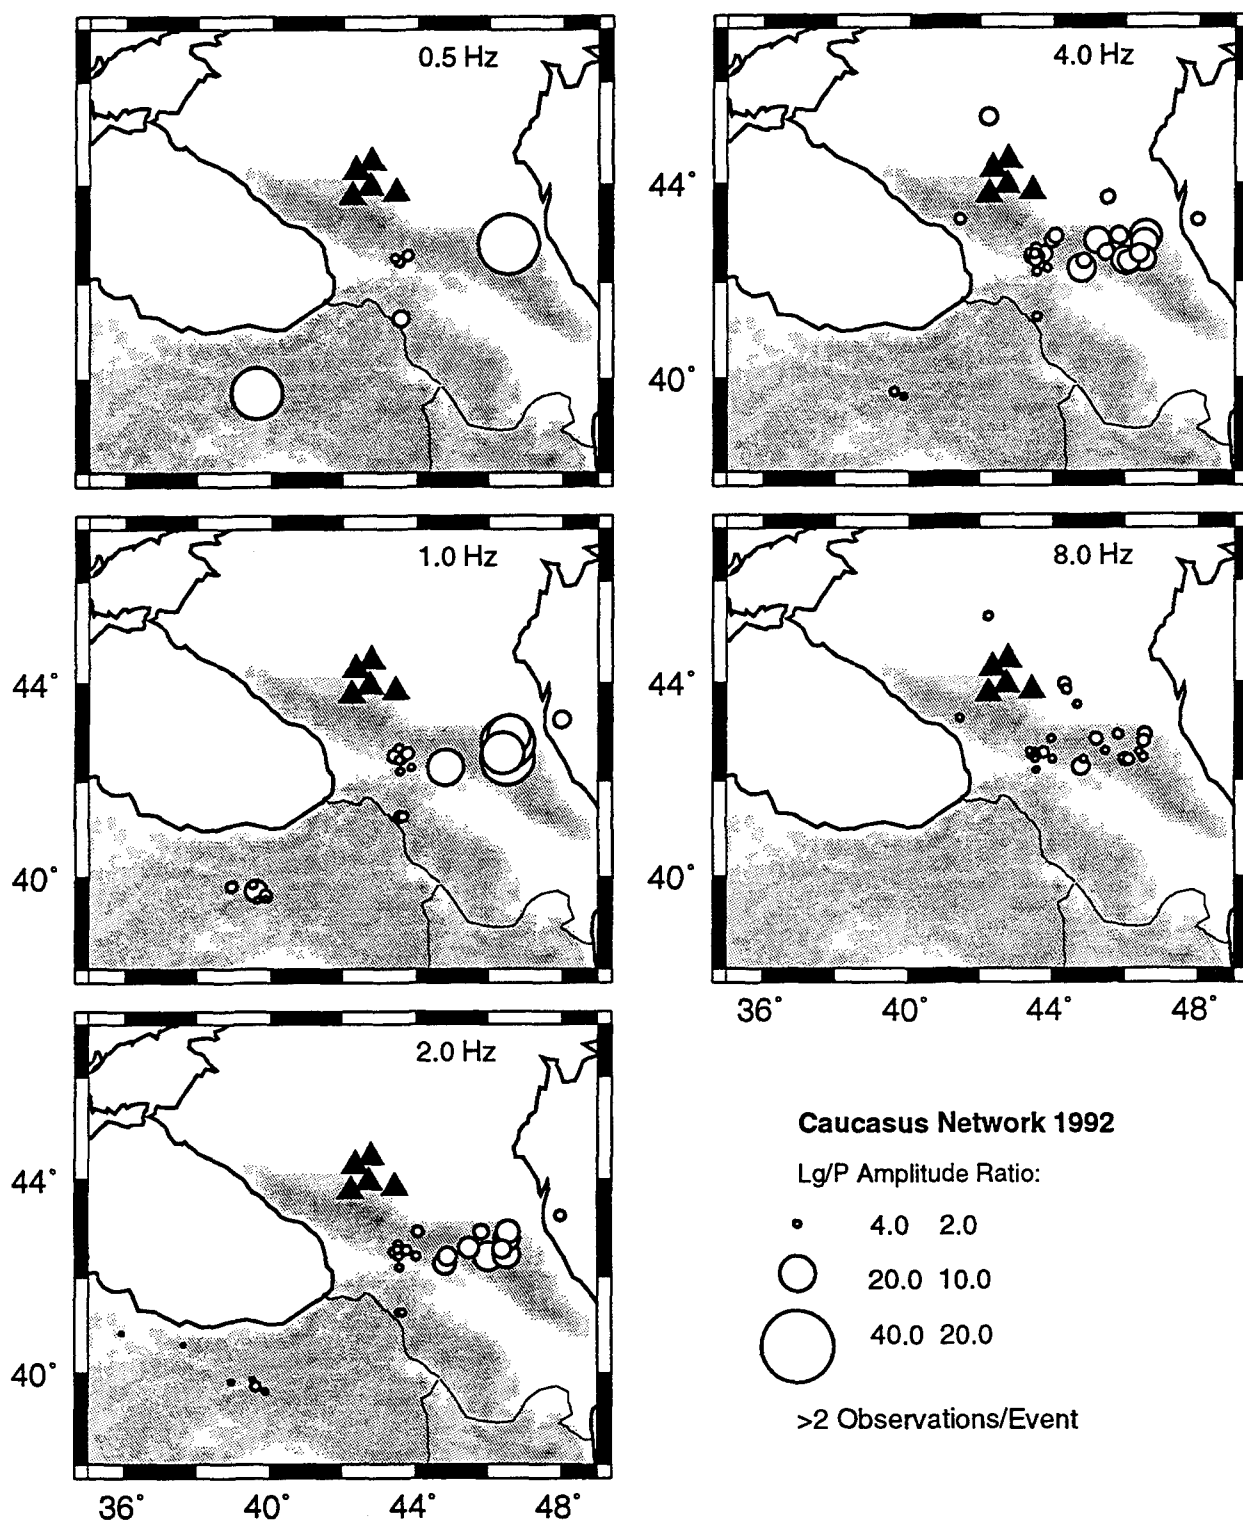 0.5 Hz
4.0 Hz
44°
40°
1.0 Hz
44°
40°
8.0 Hz
44°
40°
36° 40° 44° 48°
2.0 Hz
44°
40°
36° 40° 44° 48°
Caucasus Network 1992
Lg/P Amplitude Ratio:
4.0 2.0
20.0 10.0
40.0 20.0
>2 Observations/Event